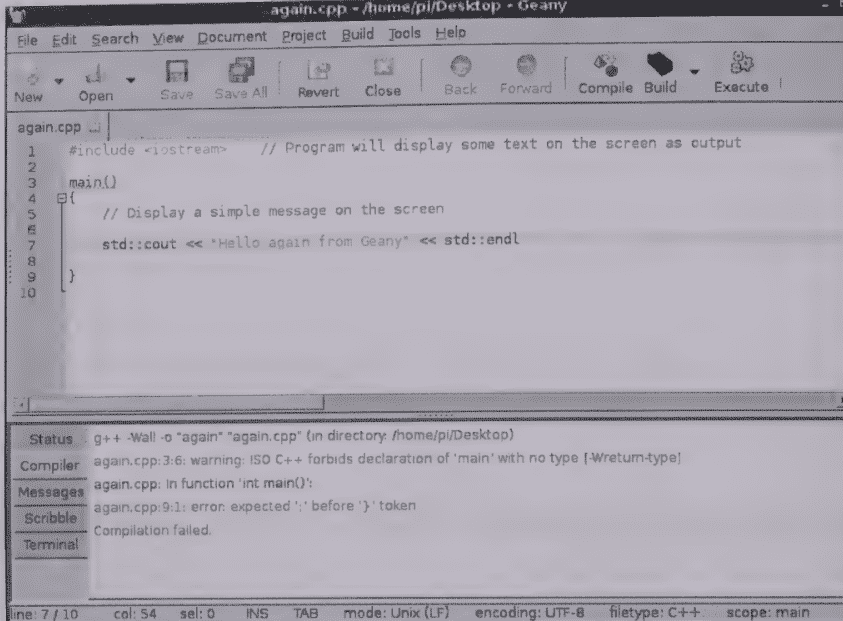 again.cpp - /home/pi/Desktop - Geany
File Edit Search View Document Project Build Tools Help
New Open Save Save All Revert Close Back Forward Compile Build Execute
again.cpp
1 #include <iostream> // Program will display some text on the screen as output
2
3 main()
4 {
5 // Display a simple message on the screen
6
7 std::cout << "Hello again from Geany" << std::endl
8
9 }
10
Status g++ -Wall -o "again" "again.cpp" (in directory: /home/pi/Desktop)
Compiler again.cpp:3:6: warning: ISO C++ forbids declaration of 'main' with no type [-Wreturn-type]
Messages again.cpp: In function 'int main()':
Scribble again.cpp:9:1: error: expected ';' before '}' token
Terminal Compilation failed.
line: 7 / 10 col: 54 sel: 0 INS TAB mode: Unix (LF) encoding: UTF-8 filetype: C++ scope: main